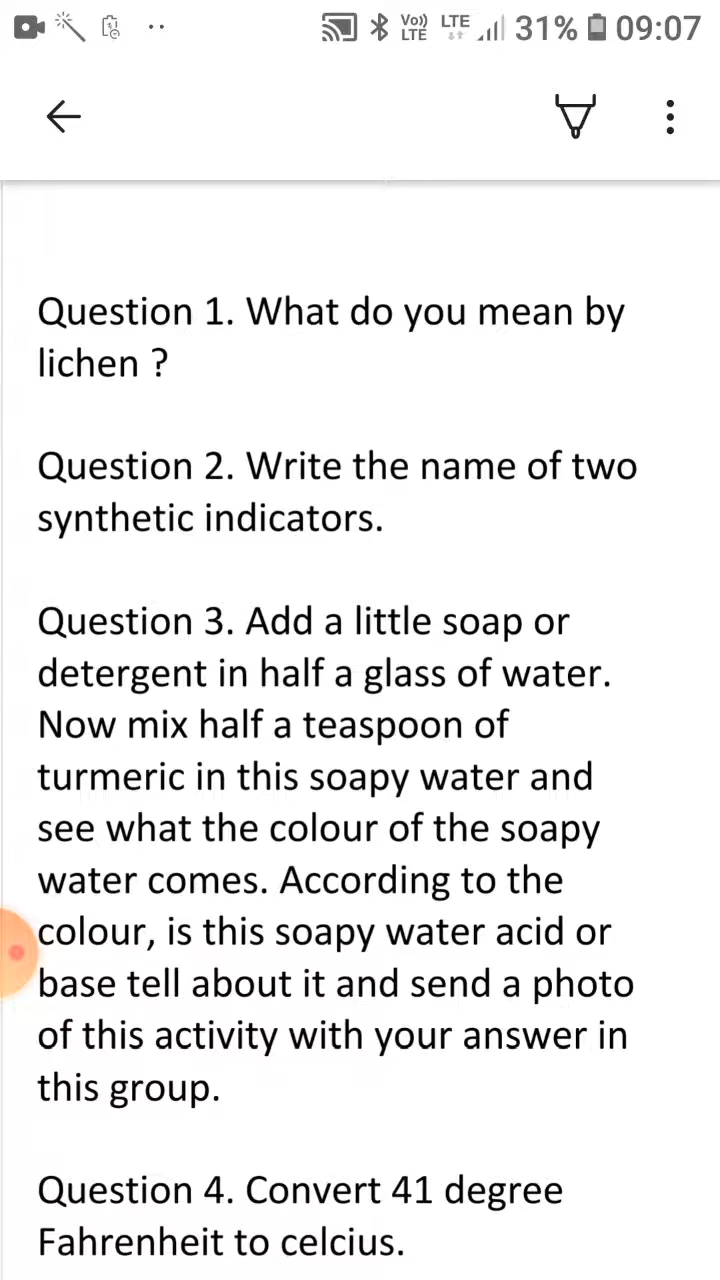 Vo)) LTE
LTE 31% 09:07
Question 1. What do you mean by
lichen ?
Question 2. Write the name of two
synthetic indicators.
Question 3. Add a little soap or
detergent in half a glass of water.
Now mix half a teaspoon of
turmeric in this soapy water and
see what the colour of the soapy
water comes. According to the
colour, is this soapy water acid or
base tell about it and send a photo
of this activity with your answer in
this group.
Question 4. Convert 41 degree
Fahrenheit to celcius.